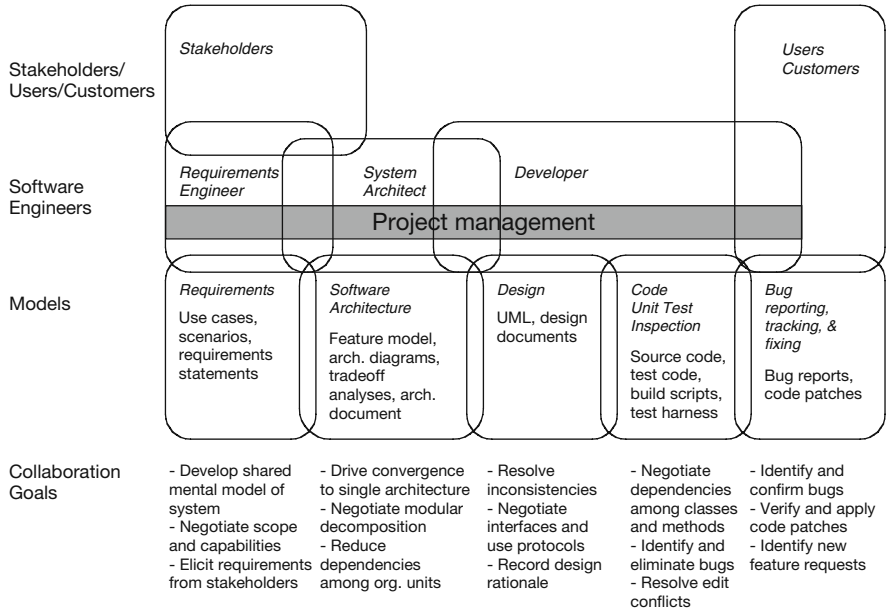 Stakeholders/
Users/Customers
Stakeholders
Users
Customers
Software
Engineers
Requirements
Engineer
System
Architect
Developer
Project management
Models
Requirements
Use cases,
scenarios,
requirements
statements
Software
Architecture
Feature model,
arch. diagrams,
tradeoff
analyses, arch.
document
Design
UML, design
documents
Code
Unit Test
Inspection
Source code,
test code,
build scripts,
test harness
Bug
reporting,
tracking, &
fixing
Bug reports,
code patches
Collaboration
Goals
- Develop shared
mental model of
system
- Negotiate scope
and capabilities
- Elicit requirements
from stakeholders
- Drive convergence
to single architecture
- Negotiate modular
decomposition
- Reduce
dependencies
among org. units
- Resolve
inconsistencies
- Negotiate
interfaces and
use protocols
- Record design
rationale
- Negotiate
dependencies
among classes
and methods
- Identify and
eliminate bugs
- Resolve edit
conflicts
- Identify and
confirm bugs
- Verify and apply
code patches
- Identify new
feature requests